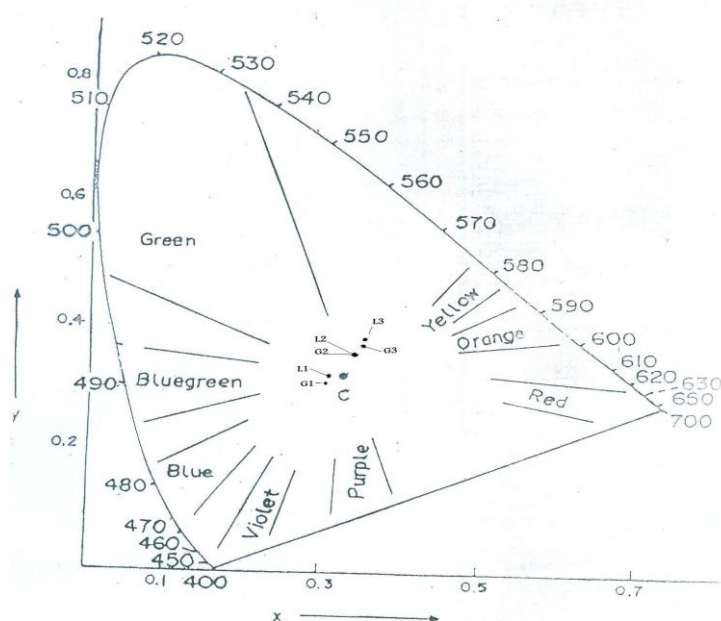 520
530
0.8
510
540
550
560
0.6
500
570
Green
580
Yellow
590
L3
0.4
L2
G2
G3
Orange
600
610
L1
620
630
490
Bluegreen
G1
C
Red
650
700
y
0.2
Blue
Purple
480
Violet
470
460
450
0.1
400
0.3
0.5
0.7
x